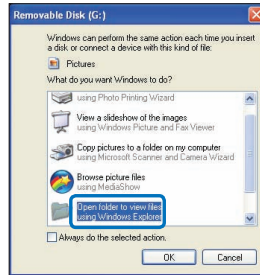 Removable Disk (G:)
Windows can perform the same action each time you insert
a disk or connect a device with this kind of file:
Pictures
What do you want Windows to do?
using Photo Printing Wizard
View a slideshow of the images
using Windows Picture and Fax Viewer
Copy pictures to a folder on my computer
using Microsoft Scanner and Camera Wizard
Browse picture files
using MediaShow
Open folder to view files
using Windows Explorer
Always do the selected action.
OK Cancel